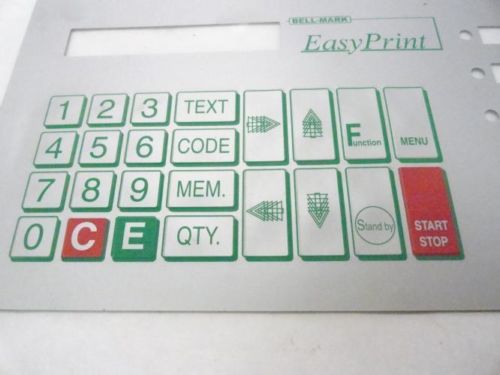 BELL-MARK
EasyPrint
1 2 3 TEXT
4 5 6 CODE
Function
MENU
7 8 9 MEM.
0 C E QTY.
Stand by
START
STOP